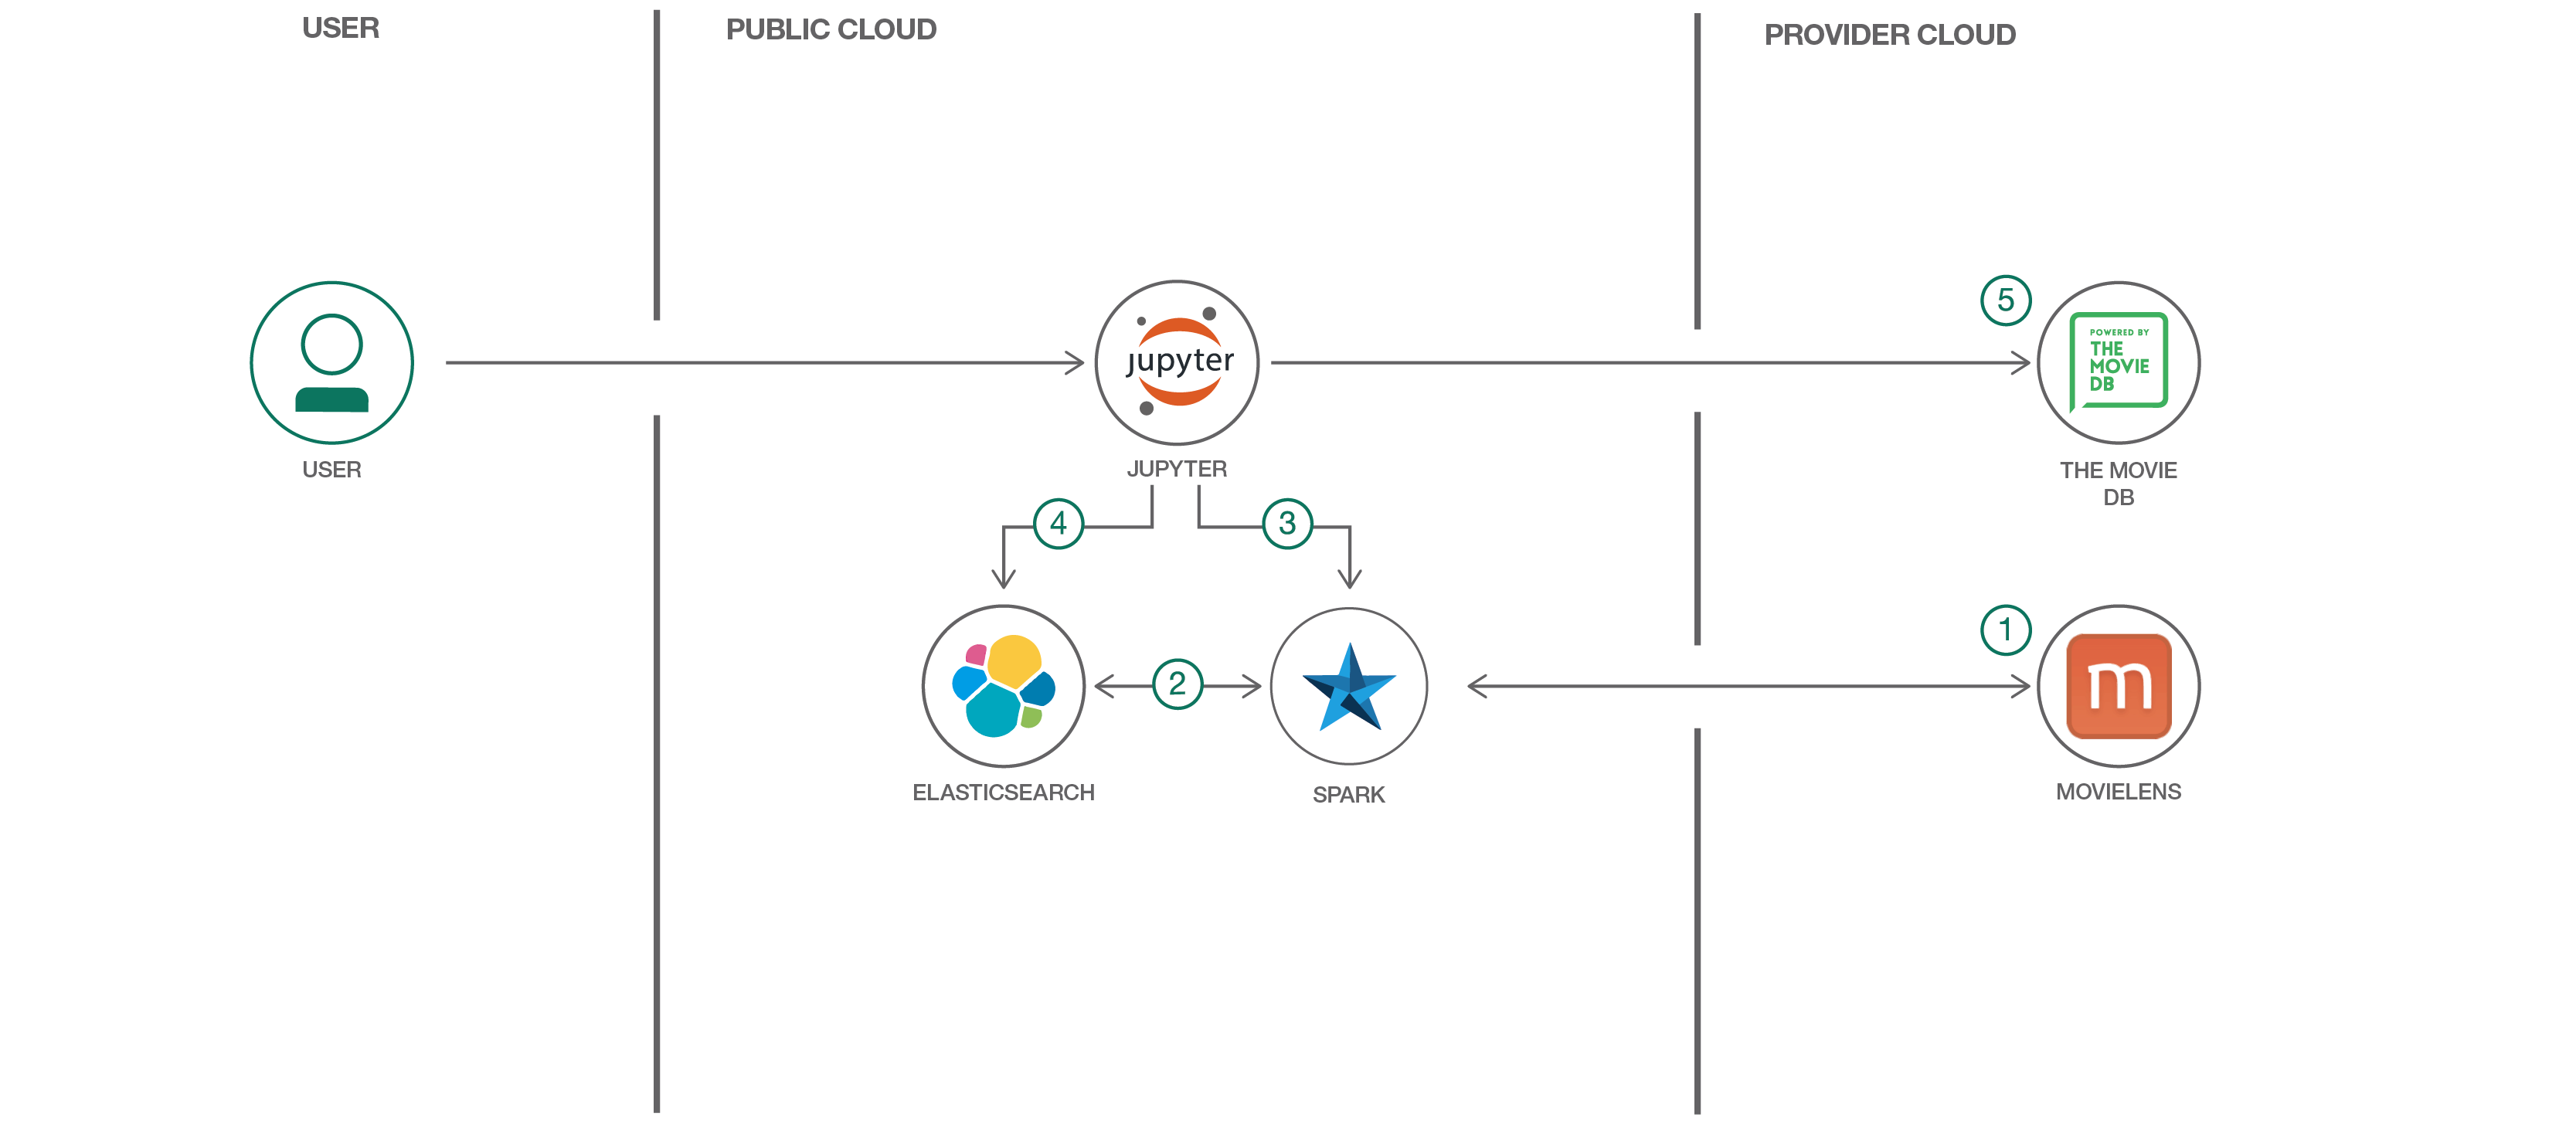 USER
PUBLIC CLOUD
PROVIDER CLOUD
5
POWERED BY
THE
MOVIE
DB
jupyter
USER
JUPYTER
THE MOVIE
DB
4
3
1
m
2
ELASTICSEARCH
SPARK
MOVIELENS